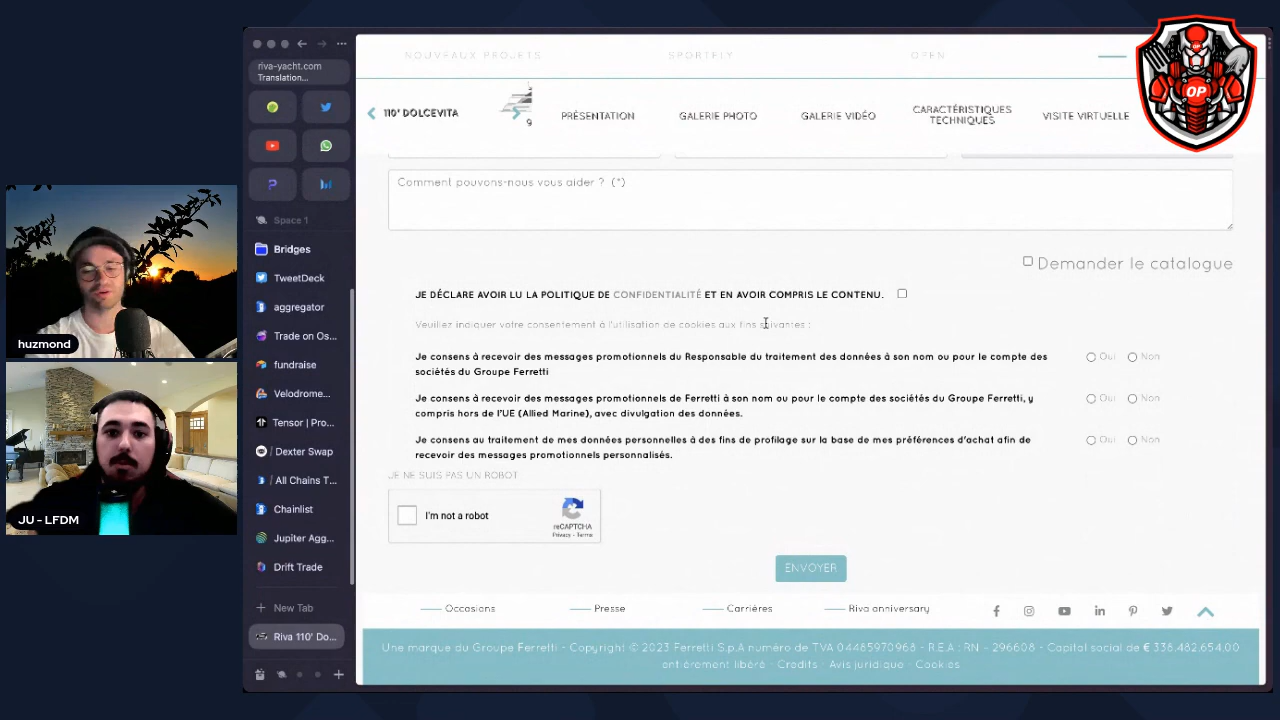 riva-yacht.com
Translation...
Space 1
Bridges
TweetDeck
aggregator
Trade on Os...
fundraise
Velodrome...
Tensor | Pro...
/ Dexter Swap
/ All Chains T...
Chainlist
Jupiter Agg...
Drift Trade
New Tab
Riva 110' Do...
huzmond
JU - LFDM
NOUVEAUX PROJETS SPORTFLY OPEN
OP
110' DOLCEVITA
9
PRÉSENTATION
GALERIE PHOTO
GALERIE VIDÉO
CARACTÉRISTIQUES
TECHNIQUES
VISITE VIRTUELLE
Comment pouvons-nous vous aider ? (*)
Demander le catalogue
JE DÉCLARE AVOIR LU LA POLITIQUE DE CONFIDENTIALITÉ ET EN AVOIR COMPRIS LE CONTENU.
Veuillez indiquer votre consentement à l'utilisation de cookies aux fins suivantes :
Je consens à recevoir des messages promotionnels du Responsable du traitement des données à son nom ou pour le compte des
sociétés du Groupe Ferretti
Oui Non
Je consens à recevoir des messages promotionnels de Ferretti à son nom ou pour le compte des sociétés du Groupe Ferretti, y
compris hors de l'UE (Allied Marine), avec divulgation des données.
Oui Non
Je consens au traitement de mes données personnelles à des fins de profilage sur la base de mes préférences d'achat afin de
recevoir des messages promotionnels personnalisés.
Oui Non
JE NE SUIS PAS UN ROBOT
I'm not a robot
reCAPTCHA
Privacy - Terms
ENVOYER
Occasions
Presse
Carrières
Riva anniversary
Une marque du Groupe Ferretti - Copyright © 2023 Ferretti S.p.A numéro de TVA 04485970968 - R.E.A : RN - 296608 - Capital social de € 338.482.654,00
entièrement libéré - Credits - Avis juridique - Cookies